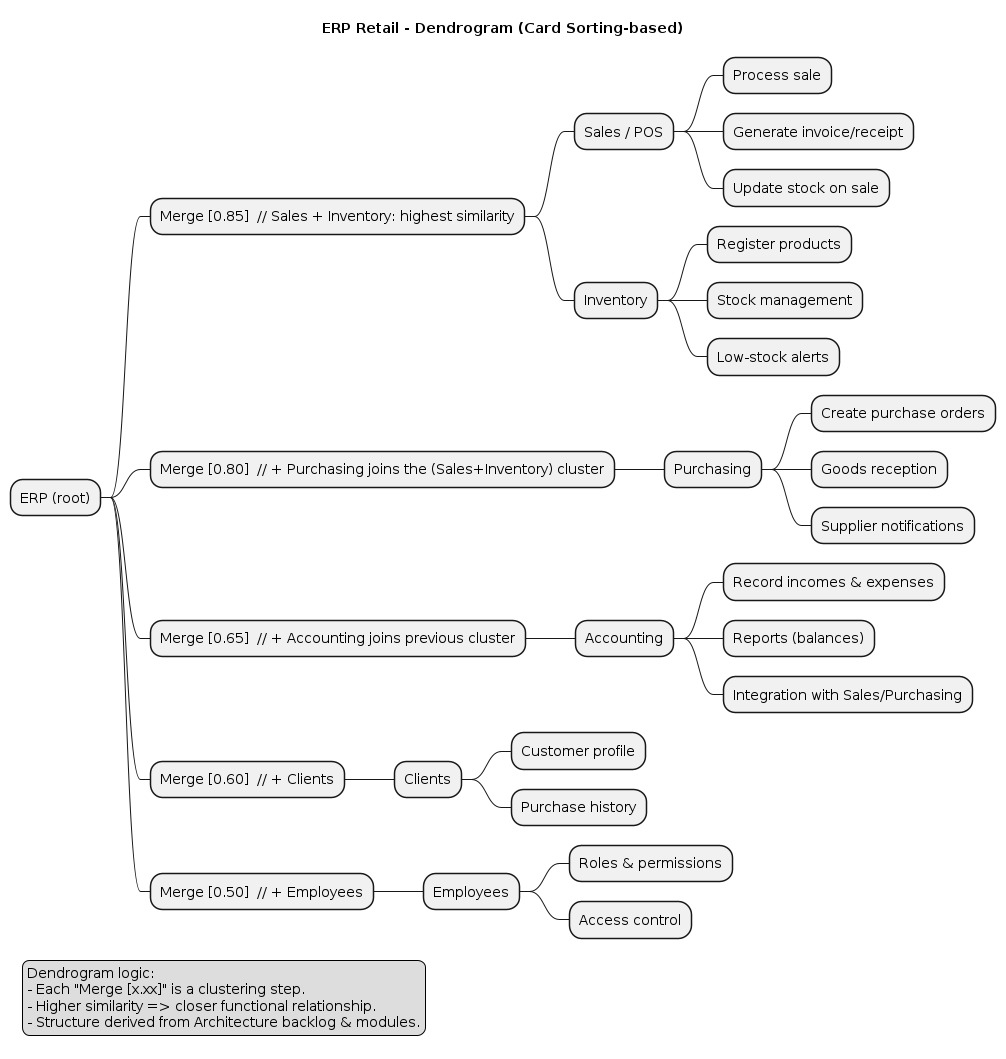 ERP Retail - Dendrogram (Card Sorting-based)
Process sale
Sales / POS
Generate invoice/receipt
Update stock on sale
Merge [0.85]  // Sales + Inventory: highest similarity
Register products
Inventory
Stock management
Low-stock alerts
Create purchase orders
Merge [0.80]  // + Purchasing joins the (Sales+Inventory) cluster
Purchasing
Goods reception
ERP (root)
Supplier notifications
Record incomes & expenses
Merge [0.65]  // + Accounting joins previous cluster
Accounting
Reports (balances)
Integration with Sales/Purchasing
Customer profile
Merge [0.60]  // + Clients
Clients
Purchase history
Roles & permissions
Merge [0.50]  // + Employees
Employees
Access control
Dendrogram logic:
- Each "Merge [x.xx]" is a clustering step.
- Higher similarity => closer functional relationship.
- Structure derived from Architecture backlog & modules.